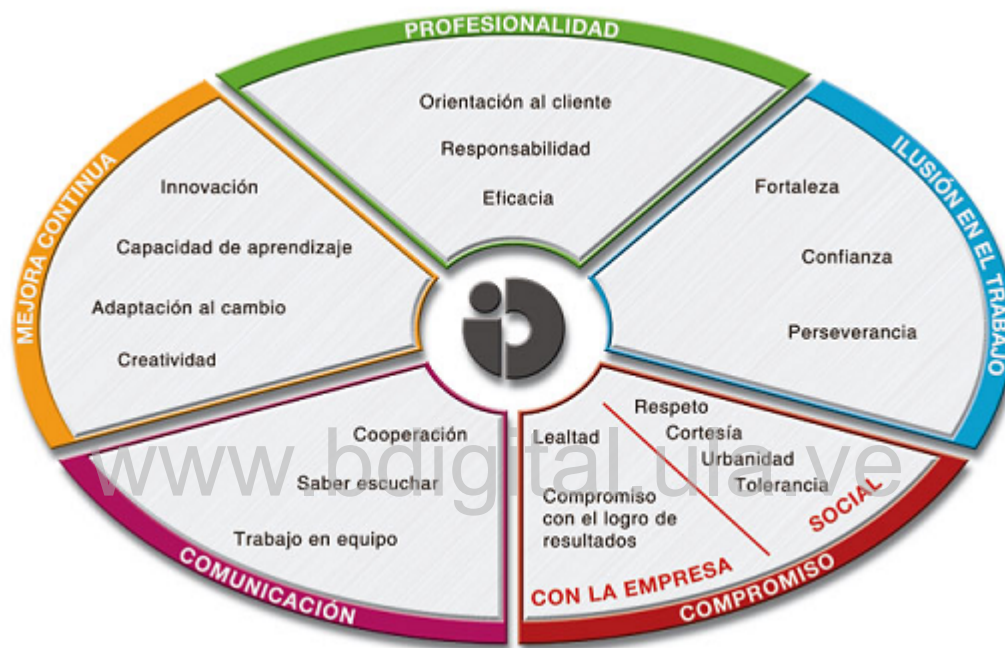 PROFESIONALIDAD
Orientación al cliente
Responsabilidad
Eficacia
ILUSIÓN EN EL TRABAJO
Fortaleza
Confianza
Perseverancia
MEJORA CONTINUA
Innovación
Capacidad de aprendizaje
Adaptación al cambio
Creatividad
COMUNICACIÓN
Cooperación
Saber escuchar
Trabajo en equipo
COMPROMISO
CON LA EMPRESA
Lealtad
Compromiso
con el logro de
resultados
SOCIAL
Respeto
Cortesía
Urbanidad
Tolerancia
www.bdigital.ula.ve